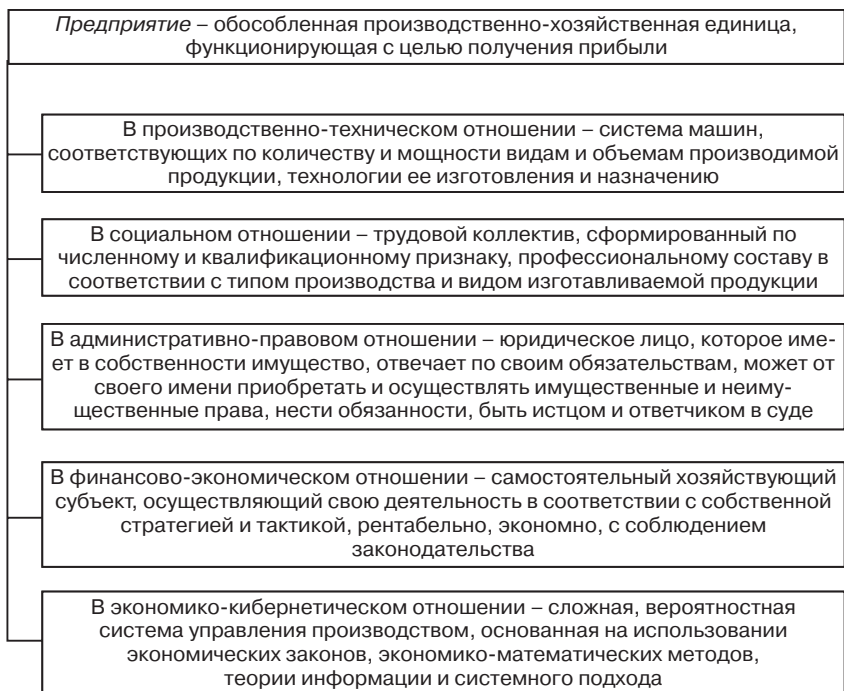 Предприятие – обособленная производственно-хозяйственная единица,
функционирующая с целью получения прибыли
В производственно-техническом отношении – система машин,
соответствующих по количеству и мощности видам и объемам производимой
продукции, технологии ее изготовления и назначению
В социальном отношении – трудовой коллектив, сформированный по
численному и квалификационному признаку, профессиональному составу в
соответствии с типом производства и видом изготавливаемой продукции
В административно-правовом отношении – юридическое лицо, которое име-
ет в собственности имущество, отвечает по своим обязательствам, может от
своего имени приобретать и осуществлять имущественные и неиму-
щественные права, нести обязанности, быть истцом и ответчиком в суде
В финансово-экономическом отношении – самостоятельный хозяйствующий
субъект, осуществляющий свою деятельность в соответствии с собственной
стратегией и тактикой, рентабельно, экономно, с соблюдением
законодательства
В экономико-кибернетическом отношении – сложная, вероятностная
система управления производством, основанная на использовании
экономических законов, экономико-математических методов,
теории информации и системного подхода